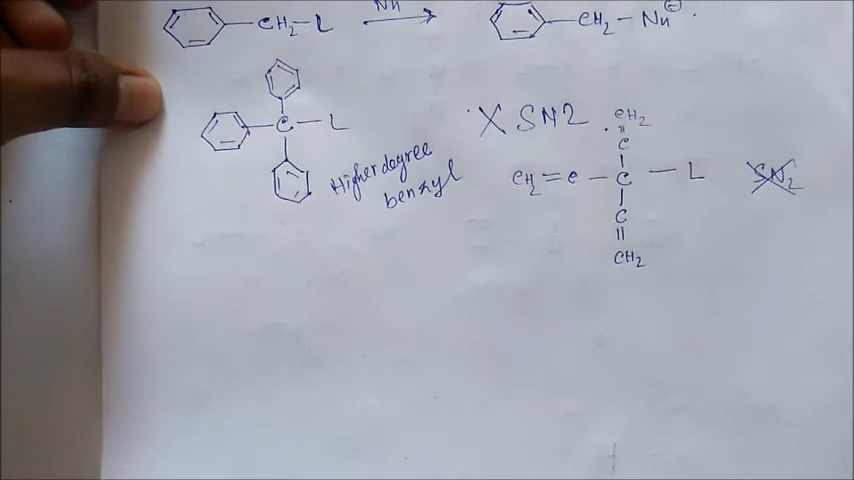 CH2-L Nu → CH2-Nu⊖.
C-L
Higher degree
benzyl
X SN2
CH2
=
C
CH2=C-C-L
C
=
CH2
SN2